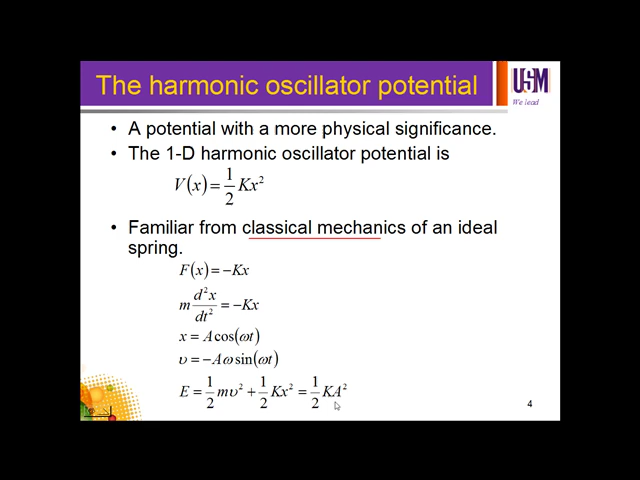 The harmonic oscillator potential
USM
We lead
• A potential with a more physical significance.
• The 1-D harmonic oscillator potential is
V(x) = 1/2 Kx²
• Familiar from classical mechanics of an ideal
spring.
F(x) = −Kx
m d²x/dt² = −Kx
x = A cos(ωt)
υ = −Aω sin(ωt)
E = 1/2 mυ² + 1/2 Kx² = 1/2 KA²
4